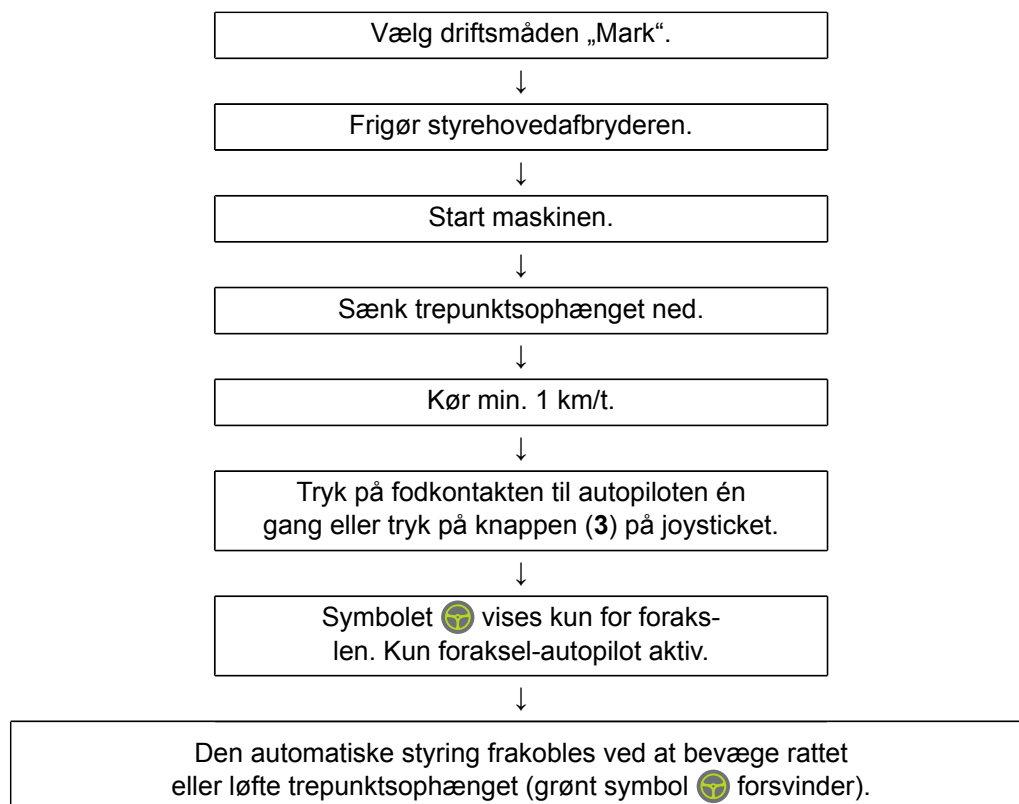 Vælg driftsmåden „Mark“.
↓
Frigør styrehovedafbryderen.
↓
Start maskinen.
↓
Sænk trepunktsophænget ned.
↓
Kør min. 1 km/t.
↓
Tryk på fodkontakten til autopiloten én
gang eller tryk på knappen (3) på joysticket.
↓
Symbolet vises kun for foraks-
len. Kun foraksel-autopilot aktiv.
↓
Den automatiske styring frakobles ved at bevæge rattet
eller løfte trepunktsophænget (grønt symbol forsvinder).